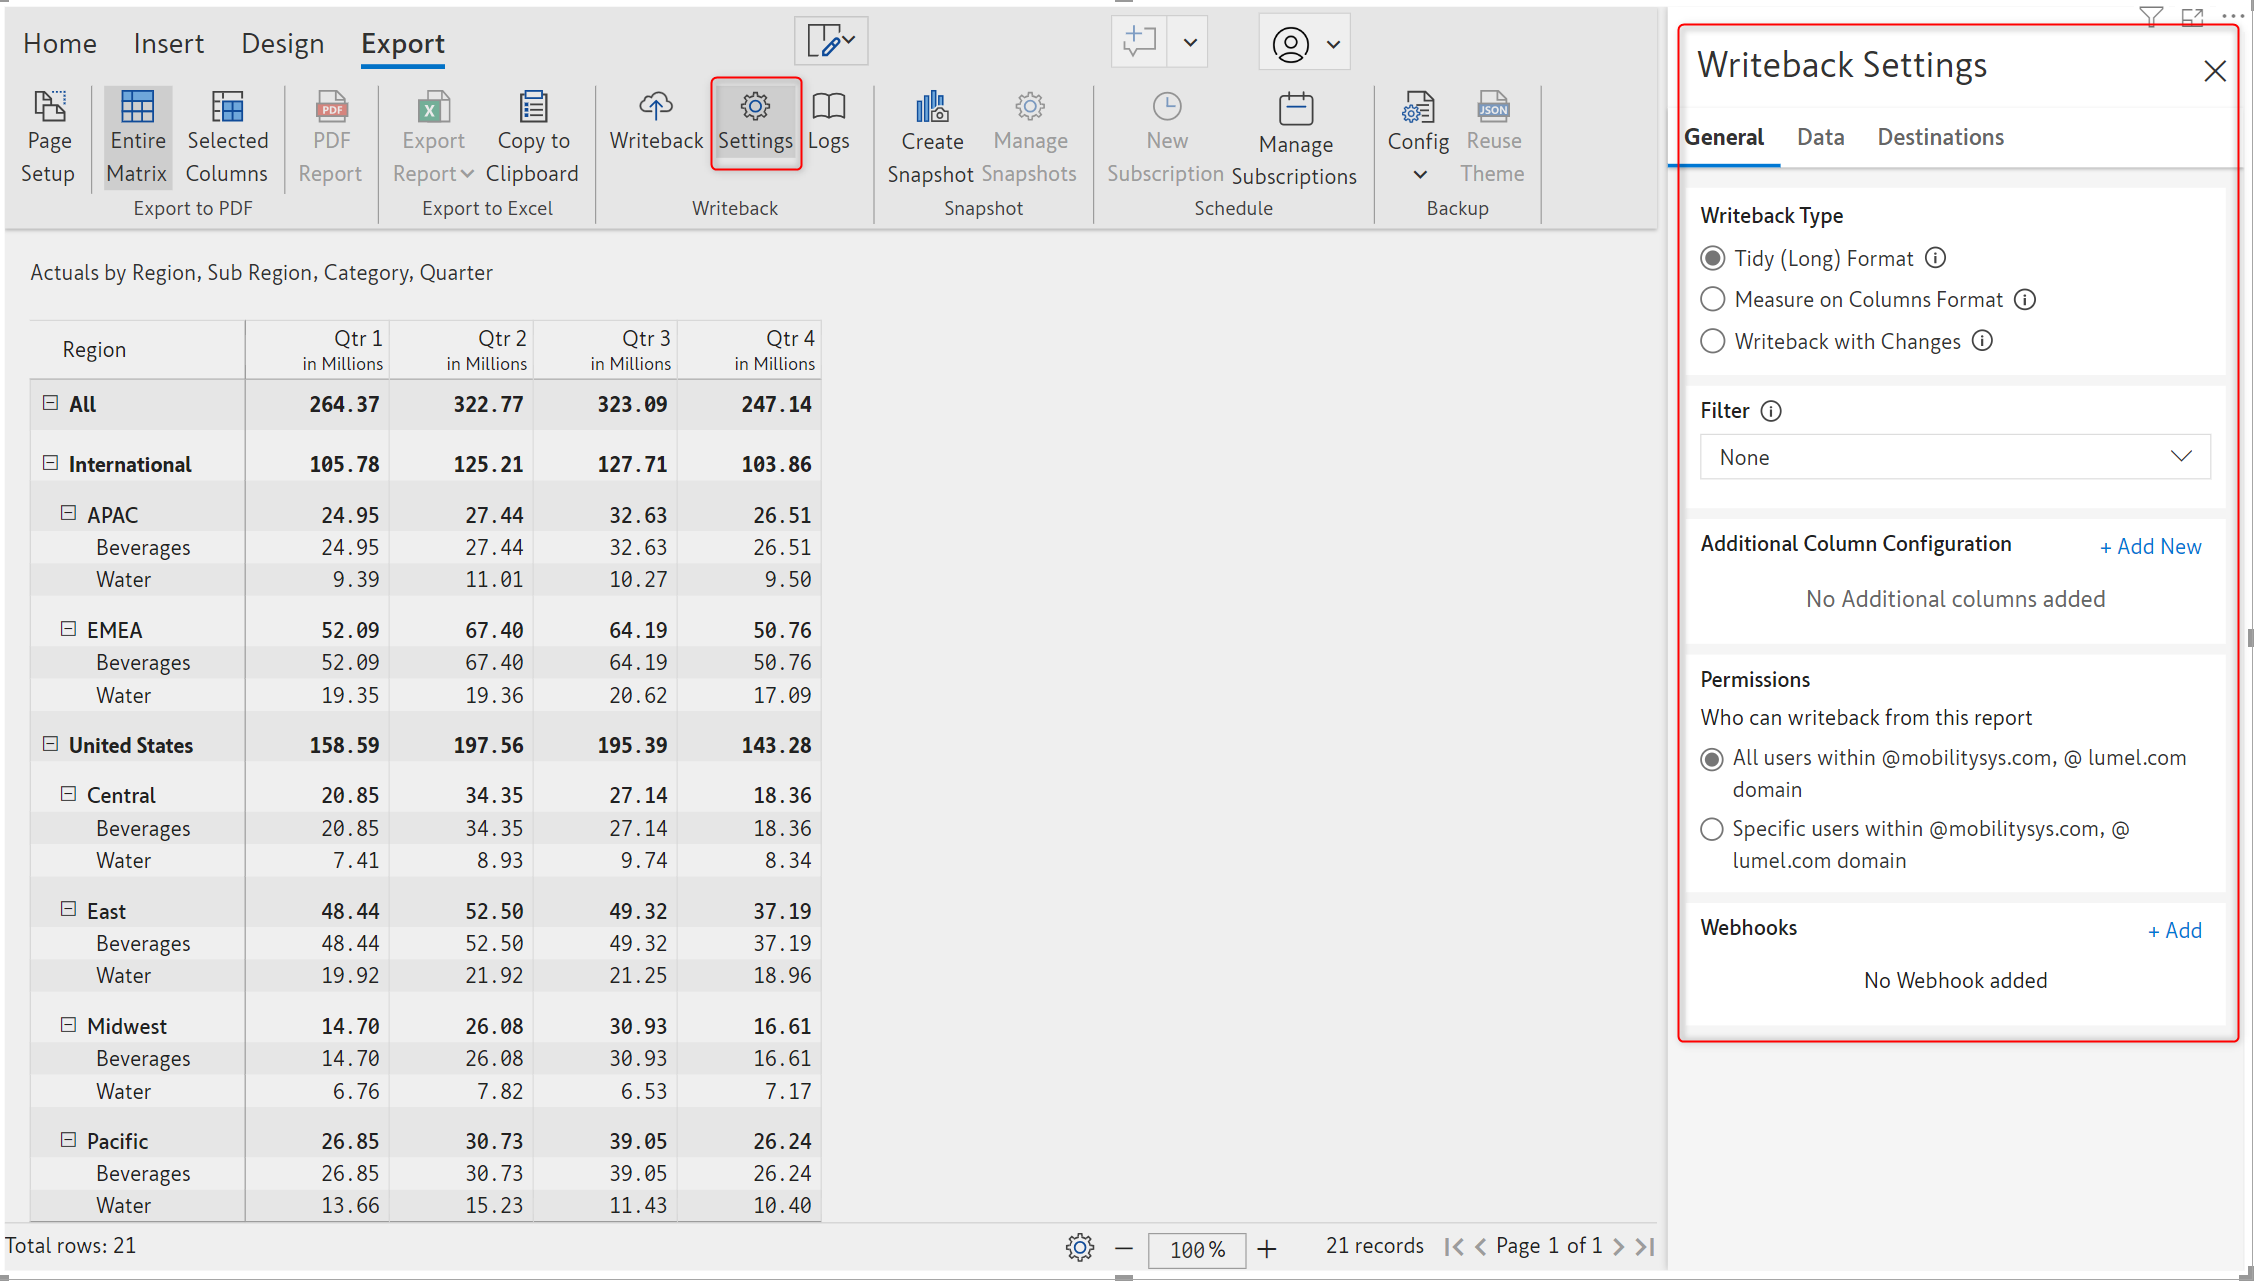 Home Insert Design Export
Page Setup
Entire Matrix
Selected Columns
Export to PDF
PDF Report
Export Report
Copy to Clipboard
Export to Excel
Writeback Settings Logs
Writeback
Create Snapshot
Manage Snapshots
Snapshot
New Subscription
Manage Subscriptions
Schedule
Config
JSON
Reuse Theme
Backup
Actuals by Region, Sub Region, Category, Quarter
Region Qtr 1 in Millions Qtr 2 in Millions Qtr 3 in Millions Qtr 4 in Millions
All 264.37 322.77 323.09 247.14
International 105.78 125.21 127.71 103.86
APAC 24.95 27.44 32.63 26.51
Beverages 24.95 27.44 32.63 26.51
Water 9.39 11.01 10.27 9.50
EMEA 52.09 67.40 64.19 50.76
Beverages 52.09 67.40 64.19 50.76
Water 19.35 19.36 20.62 17.09
United States 158.59 197.56 195.39 143.28
Central 20.85 34.35 27.14 18.36
Beverages 20.85 34.35 27.14 18.36
Water 7.41 8.93 9.74 8.34
East 48.44 52.50 49.32 37.19
Beverages 48.44 52.50 49.32 37.19
Water 19.92 21.92 21.25 18.96
Midwest 14.70 26.08 30.93 16.61
Beverages 14.70 26.08 30.93 16.61
Water 6.76 7.82 6.53 7.17
Pacific 26.85 30.73 39.05 26.24
Beverages 26.85 30.73 39.05 26.24
Water 13.66 15.23 11.43 10.40
Total rows: 21
100%
21 records
Page 1 of 1
Writeback Settings
General Data Destinations
Writeback Type
Tidy (Long) Format
Measure on Columns Format
Writeback with Changes
Filter
None
Additional Column Configuration + Add New
No Additional columns added
Permissions
Who can writeback from this report
All users within @mobilitysys.com, @ lumel.com
domain
Specific users within @mobilitysys.com, @
lumel.com domain
Webhooks + Add
No Webhook added